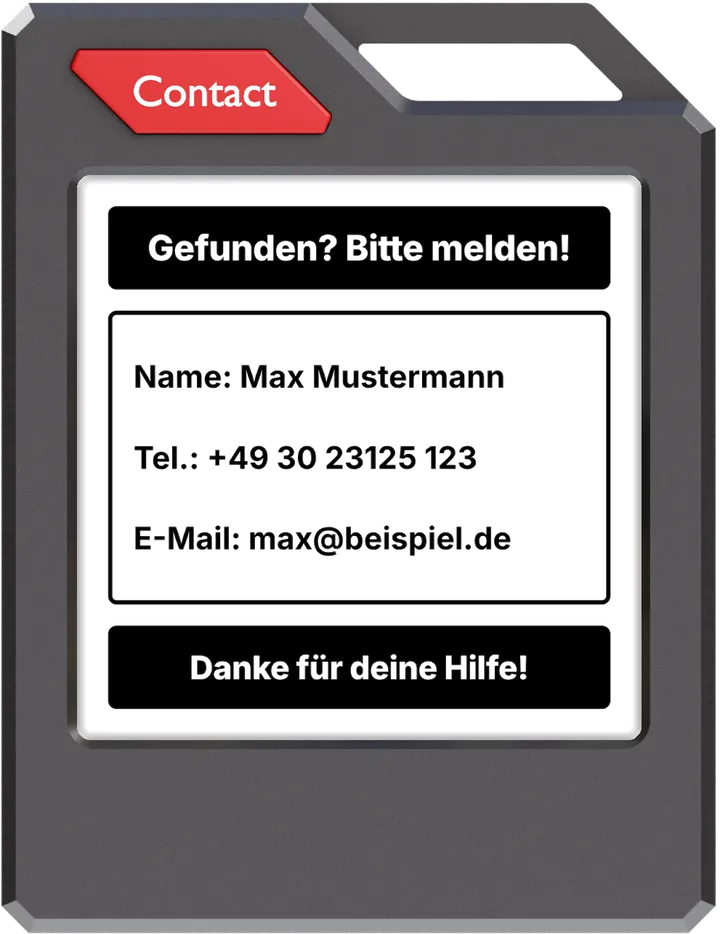 Contact
Gefunden? Bitte melden!
Name: Max Mustermann
Tel.: +49 30 23125 123
E-Mail: max@beispiel.de
Danke für deine Hilfe!